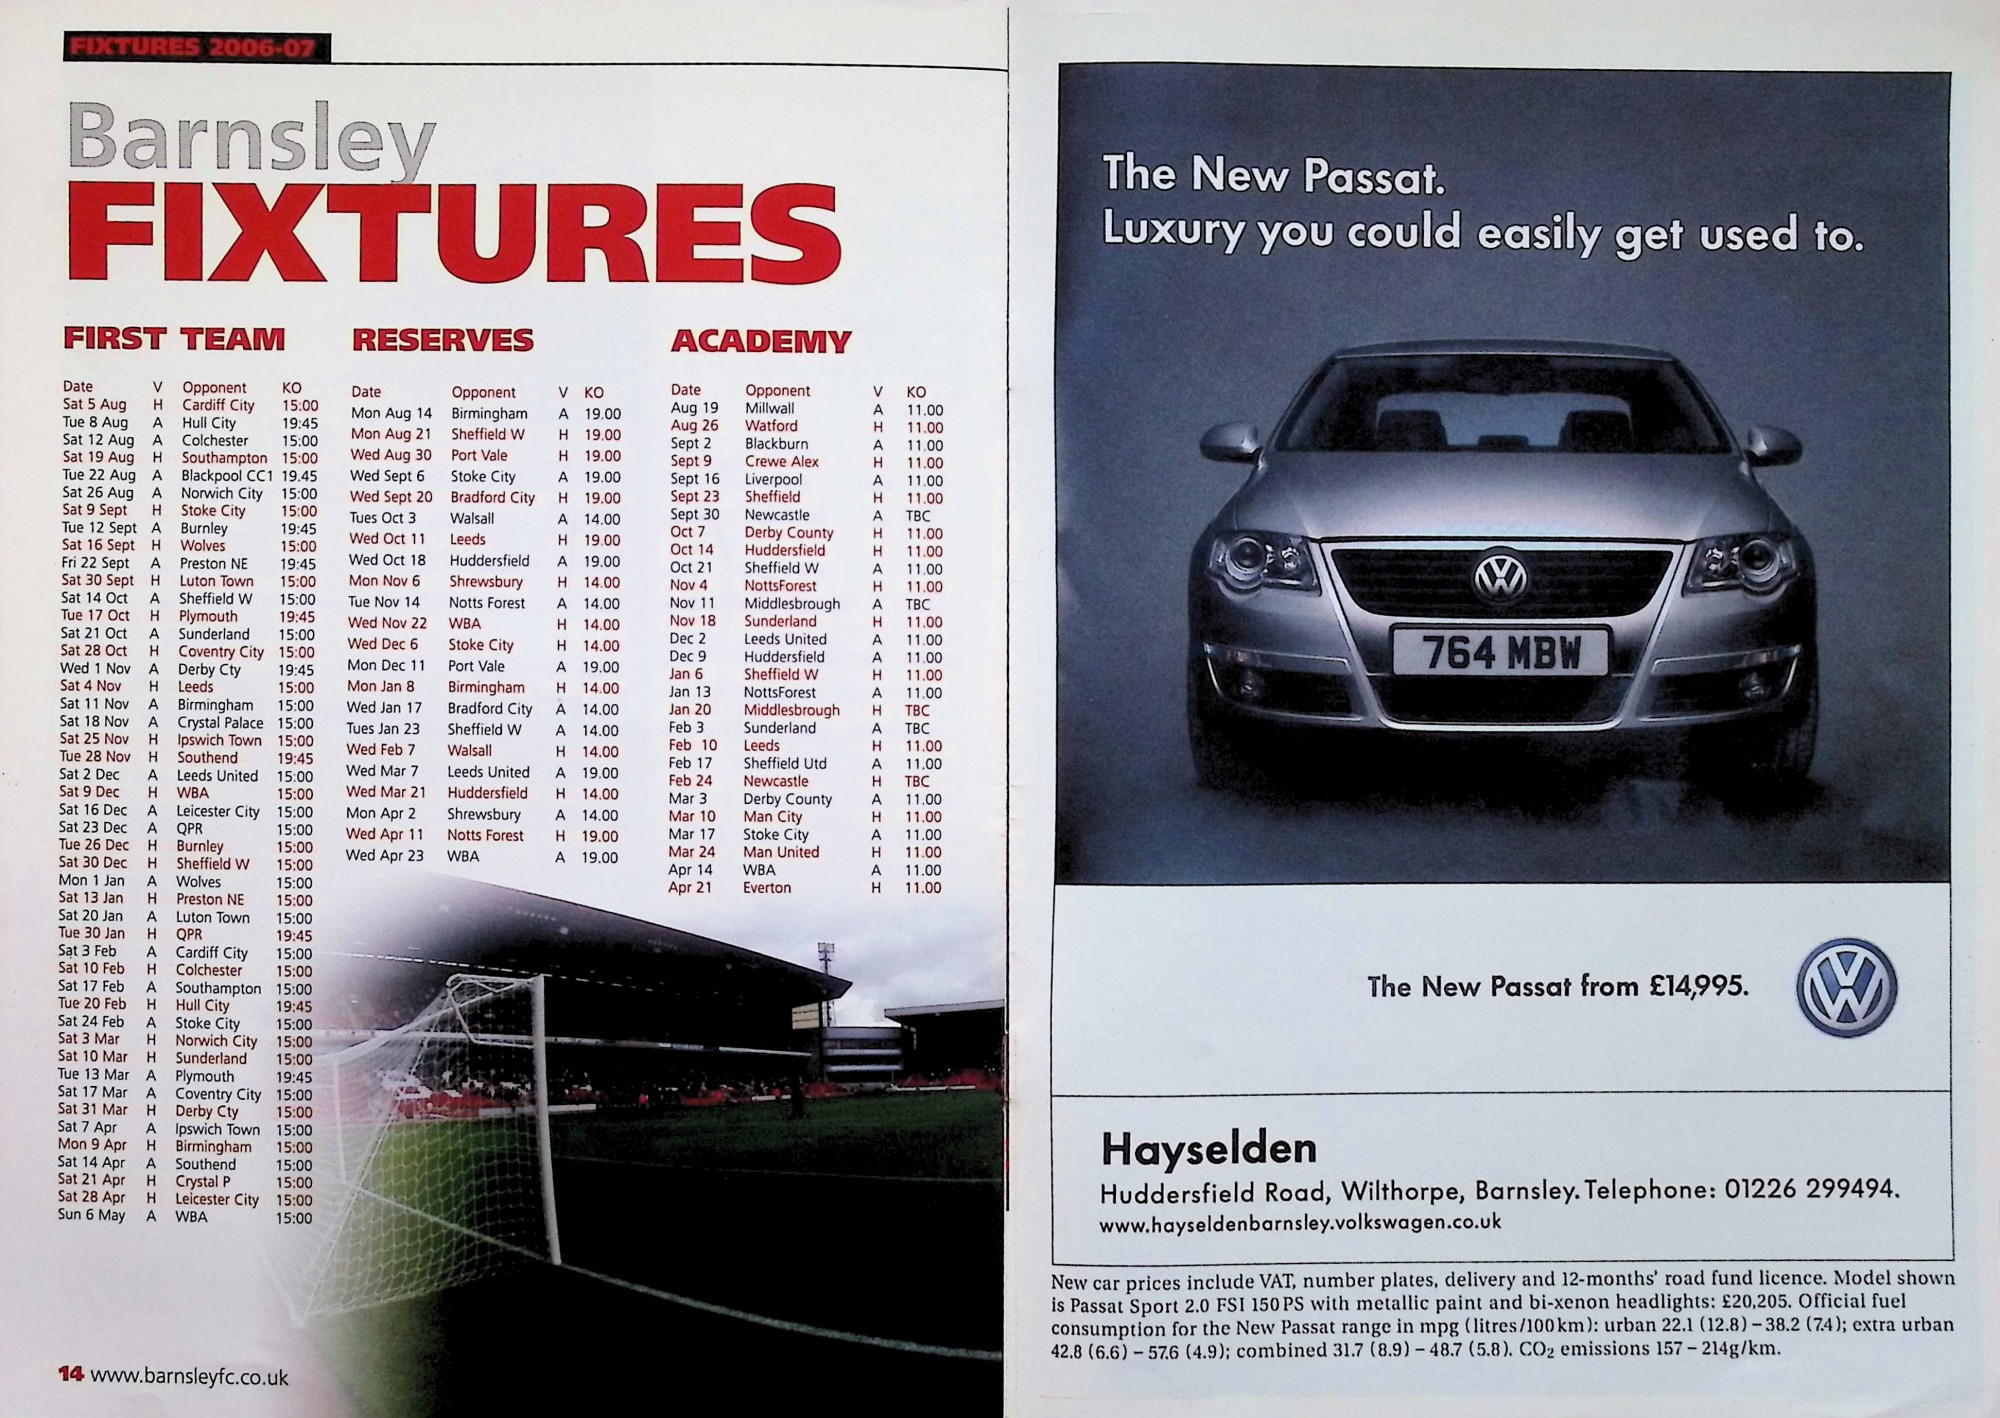 FIXTURES 2006-07
Barnsley
FIXTURES
FIRST TEAM
Date V Opponent KO
Sat 5 Aug H Cardiff City 15:00
Tue 8 Aug A Hull City 19:45
Sat 12 Aug A Colchester 15:00
Sat 19 Aug H Southampton 15:00
Tue 22 Aug A Blackpool CC1 19.45
Sat 26 Aug A Norwich City 15:00
Sat 9 Sept H Stoke City 15:00
Tue 12 Sept A Burnley 19:45
Sat 16 Sept H Wolves 15:00
Fri 22 Sept A Preston NE 19:45
Sat 30 Sept H Luton Town 15:00
Sat 14 Oct A Sheffield W 15:00
Tue 17 Oct H Plymouth 19:45
Sat 21 Oct A Sunderland 15:00
Sat 28 Oct H Coventry City 15:00
Wed 1 Nov A Derby Cty 19:45
Sat 4 Nov H Leeds 15:00
Sat 11 Nov A Birmingham 15:00
Sat 18 Nov A Crystal Palace 15:00
Sat 25 Nov H Ipswich Town 15:00
Tue 28 Nov H Southend 19:45
Sat 2 Dec A Leeds United 15:00
Sat 9 Dec H WBA 15:00
Sat 16 Dec A Leicester City 15:00
Sat 23 Dec A QPR 15:00
Tue 26 Dec H Burnley 15:00
Sat 30 Dec H Sheffield W 15:00
Mon 1 Jan A Wolves 15:00
Sat 13 Jan H Preston NE 15:00
Sat 20 Jan A Luton Town 15:00
Tue 30 Jan H QPR 19:45
Sat 3 Feb A Cardiff City 15:00
Sat 10 Feb H Colchester 15:00
Sat 17 Feb A Southampton 15:00
Tue 20 Feb H Hull City 19:45
Sat 24 Feb A Stoke City 15:00
Sat 3 Mar H Norwich City 15:00
Sat 10 Mar H Sunderland 15:00
Tue 13 Mar A Plymouth 19:45
Sat 17 Mar A Coventry City 15:00
Sat 31 Mar H Derby Cty 15:00
Sat 7 Apr A Ipswich Town 15:00
Mon 9 Apr H Birmingham 15:00
Sat 14 Apr A Southend 15:00
Sat 21 Apr H Crystal P 15:00
Sat 28 Apr H Leicester City 15:00
Sun 6 May A WBA 15:00
RESERVES
Date Opponent V KO
Mon Aug 14 Birmingham A 19.00
Mon Aug 21 Sheffield W H 19.00
Wed Aug 30 Port Vale H 19.00
Wed Sept 6 Stoke City A 19.00
Wed Sept 20 Bradford City H 19.00
Tues Oct 3 Walsall A 14.00
Wed Oct 11 Leeds H 19.00
Wed Oct 18 Huddersfield A 19.00
Mon Nov 6 Shrewsbury H 14.00
Tue Nov 14 Notts Forest A 14.00
Wed Nov 22 WBA H 14.00
Wed Dec 6 Stoke City H 14.00
Mon Dec 11 Port Vale A 19.00
Mon Jan 8 Birmingham H 14.00
Wed Jan 17 Bradford City A 14.00
Tues Jan 23 Sheffield W A 14.00
Wed Feb 7 Walsall H 14.00
Wed Mar 7 Leeds United A 19.00
Wed Mar 21 Huddersfield H 14.00
Mon Apr 2 Shrewsbury A 14.00
Wed Apr 11 Notts Forest H 19.00
Wed Apr 23 WBA A 19.00
ACADEMY
Date Opponent V KO
Aug 19 Millwall A 11.00
Aug 26 Watford H 11.00
Sept 2 Blackburn A 11.00
Sept 9 Crewe Alex H 11.00
Sept 16 Liverpool A 11.00
Sept 23 Sheffield H 11.00
Sept 30 Newcastle A TBC
Oct 7 Derby County H 11.00
Oct 14 Huddersfield H 11.00
Oct 21 Sheffield W A 11.00
Nov 4 NottsForest H 11.00
Nov 11 Middlesbrough A TBC
Nov 18 Sunderland H 11.00
Dec 2 Leeds United A 11.00
Dec 9 Huddersfield A 11.00
Jan 6 Sheffield W H 11.00
Jan 13 NottsForest A 11.00
Jan 20 Middlesbrough H TBC
Feb 3 Sunderland A TBC
Feb 10 Leeds H 11.00
Feb 17 Sheffield Utd A 11.00
Feb 24 Newcastle H TBC
Mar 3 Derby County A 11.00
Mar 10 Man City H 11.00
Mar 17 Stoke City A 11.00
Mar 24 Man United H 11.00
Apr 14 WBA A 11.00
Apr 21 Everton H 11.00
14 www.barnsleyfc.co.uk
The New Passat.
Luxury you could easily get used to.
764 MBW
The New Passat from £14,995.
Hayselden
Huddersfield Road, Wilthorpe, Barnsley. Telephone: 01226 299494.
www.hayseldenbarnsley.volkswagen.co.uk
New car prices include VAT, number plates, delivery and 12-months' road fund licence. Model shown
is Passat Sport 2.0 FSI 150PS with metallic paint and bi-xenon headlights: £20,205. Official fuel
consumption for the New Passat range in mpg (litres/100km): urban 22.1 (12.8) – 38.2 (7.4); extra urban
42.8 (6.6) – 57.6 (4.9); combined 31.7 (8.9) – 48.7 (5.8). CO2 emissions 157 – 214g/km.